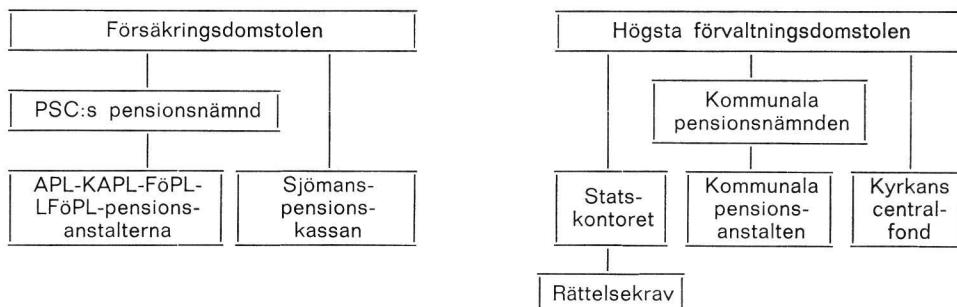 Försäkringsdomstolen
PSC:s pensionsnämnd
APL-KAPL-FöPL-
LFöPL-pensions-
anstalterna
Sjömans-
pensions-
kassan
Högsta förvaltningsdomstolen
Kommunala
pensionsnämnden
Stats-
kontoret
Kommunala
pensions-
anstalten
Kyrkans
central-
fond
Rättelsekrav